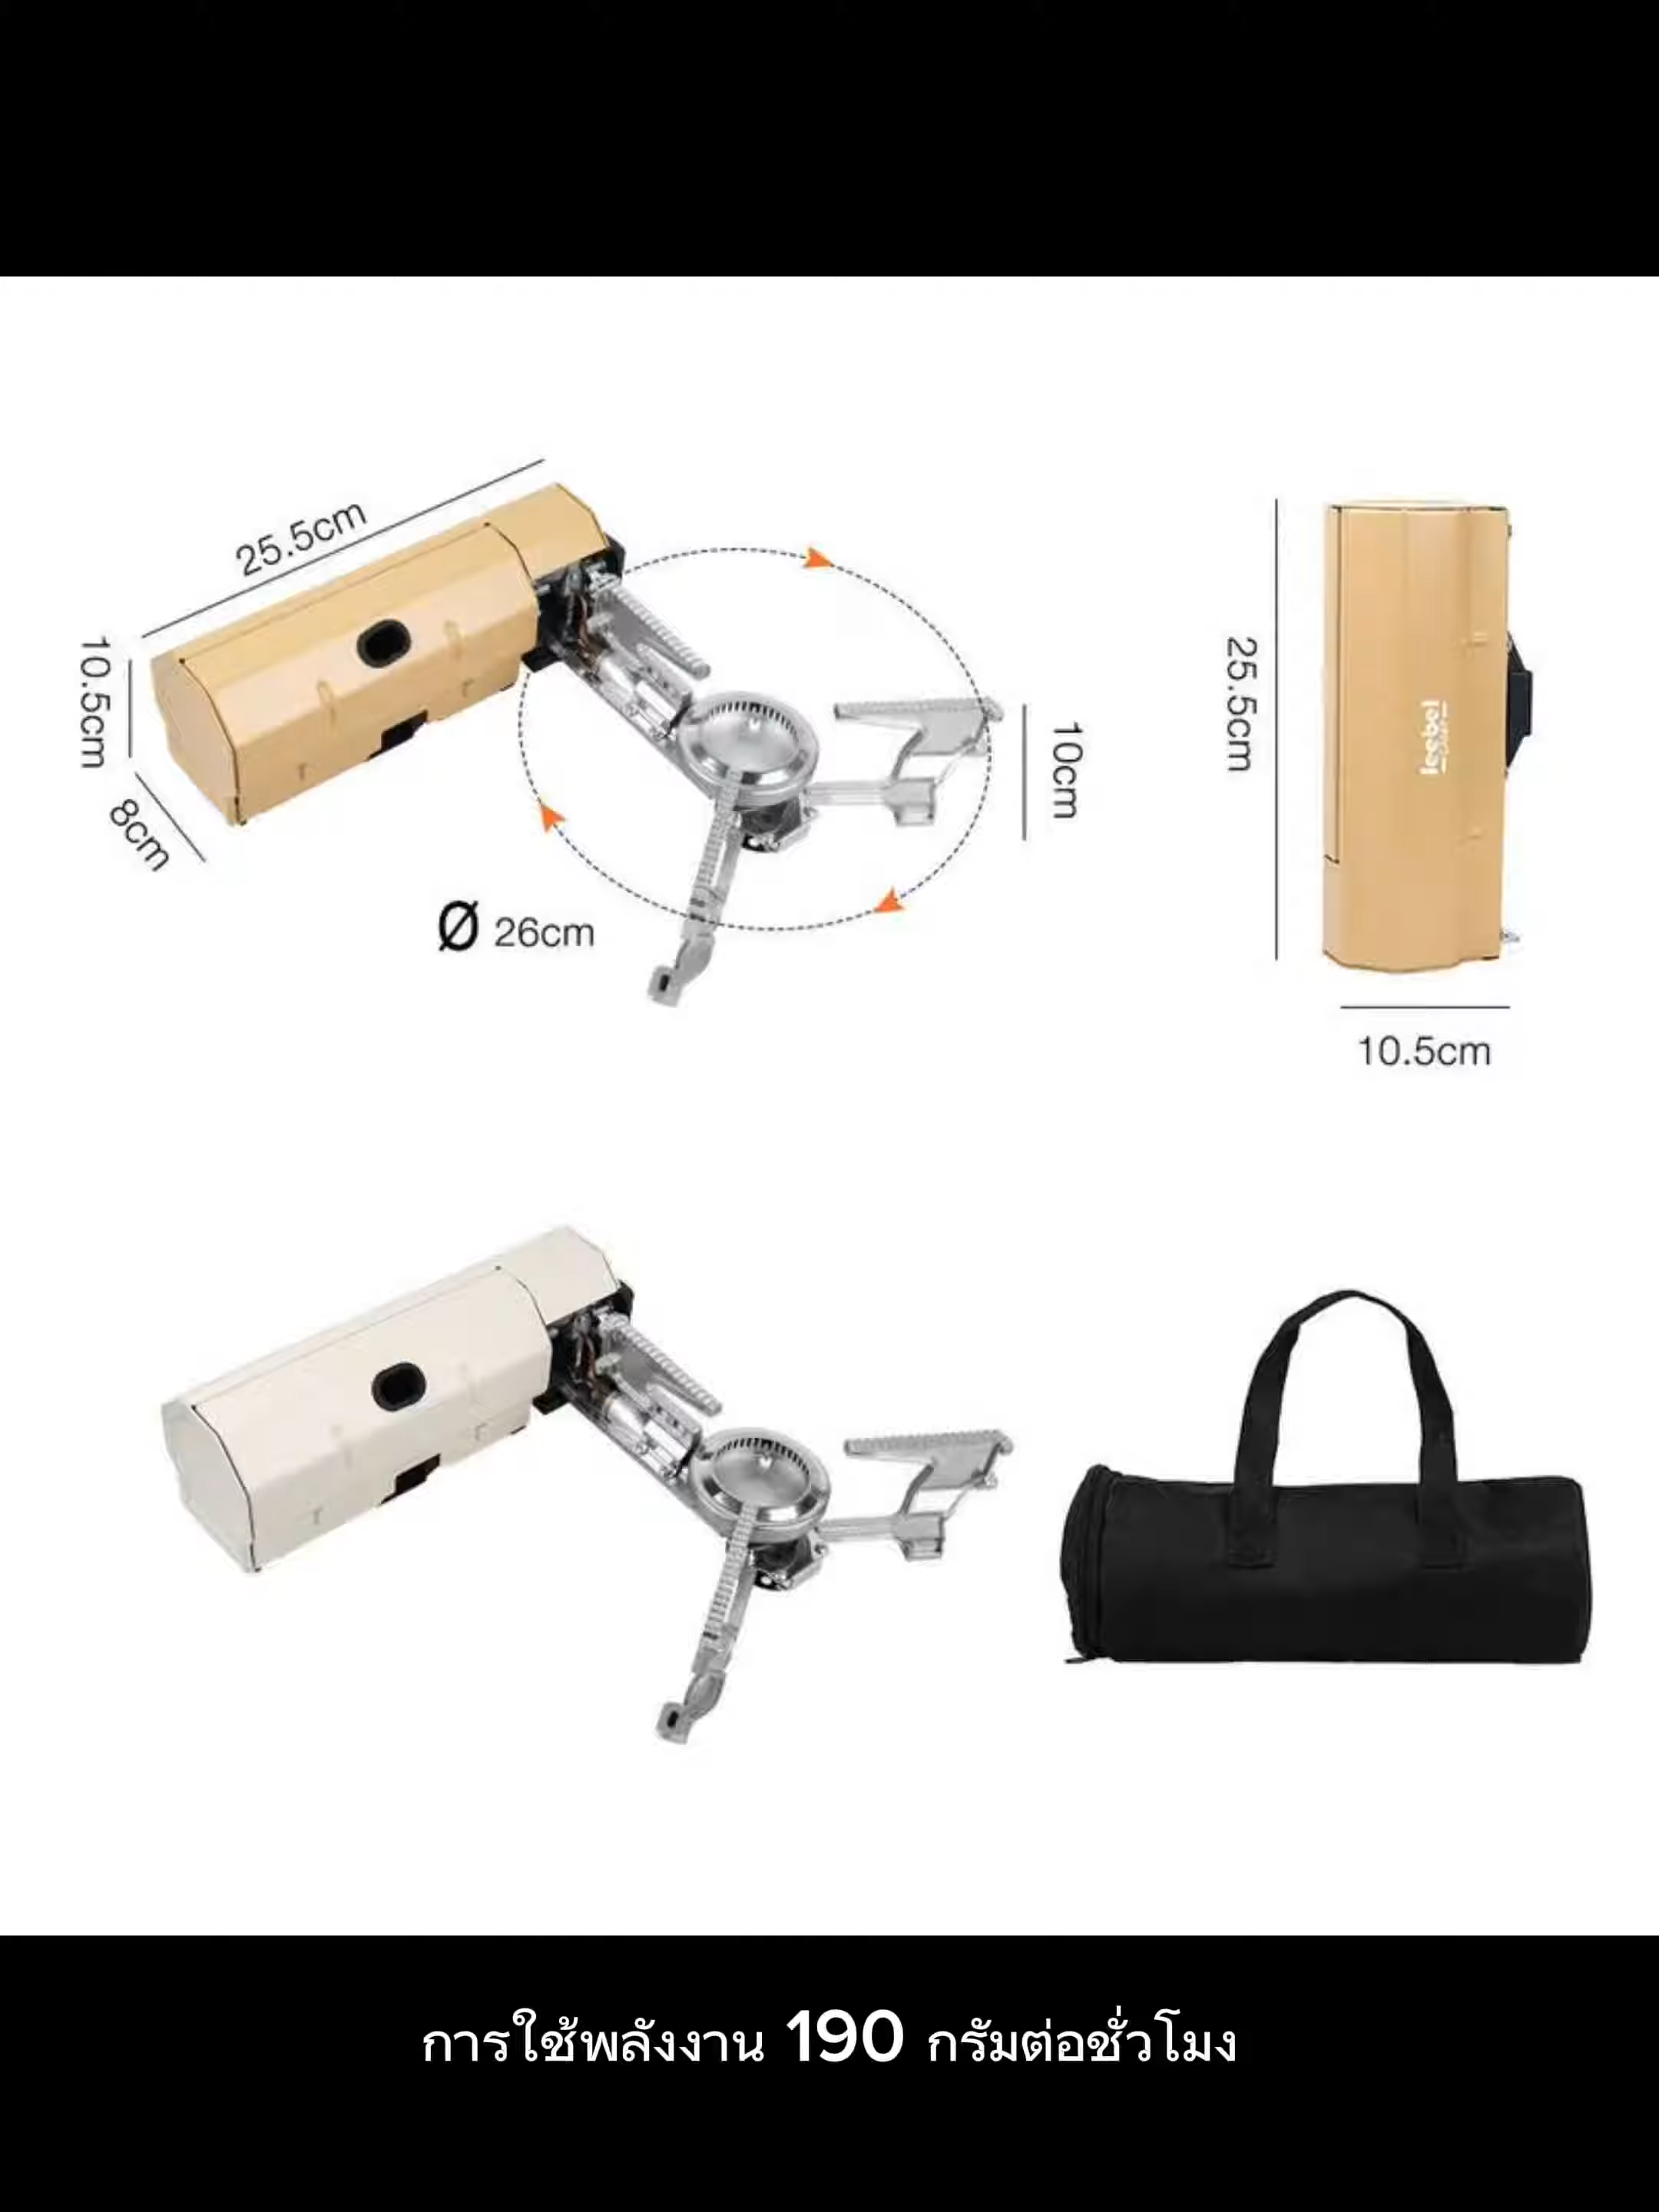 25.5cm
10.5cm
8cm
Ø 26cm
10cm
25.5cm
leebel
10.5cm
การใช้พลังงาน 190 กรัมต่อชั่วโมง